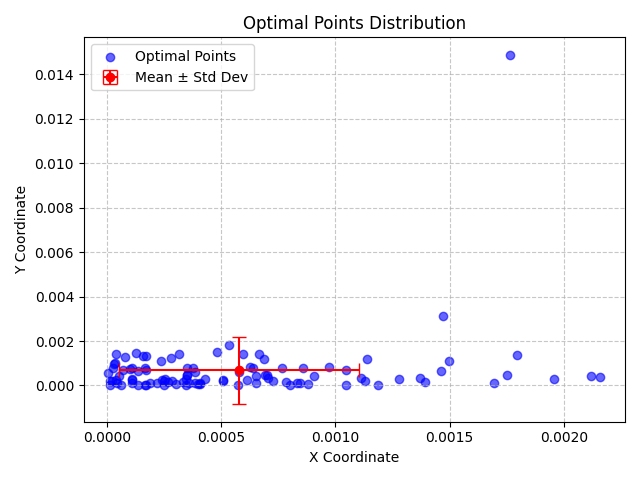 Optimal Points Distribution
Optimal Points
Mean ± Std Dev
Y Coordinate
0.014
0.012
0.010
0.008
0.006
0.004
0.002
0.000
0.0000 0.0005 0.0010 0.0015 0.0020
X Coordinate